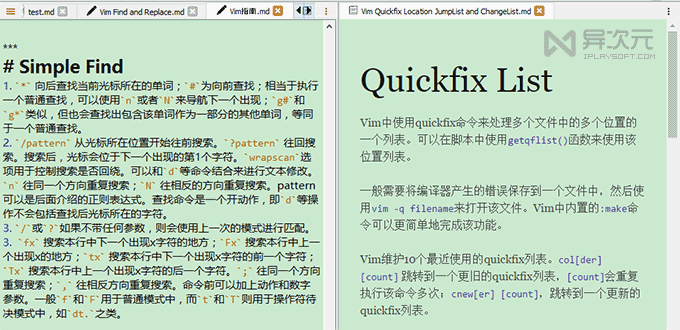 test.md
Vim Find and Replace.md
Vim指南.md
***
# Simple Find
1. `*` 向后查找当前光标所在的单词；`#`为向前查找；相当于执行
一个普通查找，可以使用`n`或者`N`来导航下一个出现；`g#`和
`g*`类似，但也会查找出包含该单词作为一部分的其他单词，等同
于一个普通查找。
2. `/pattern` 从光标所在位置开始往前搜索。`?pattern` 往回搜
索。搜索后，光标会位于下一个出现的第1个字符。`wrapscan`选
项用于控制搜索是否回绕。可以和`d`等命令结合来进行文本修改。
`n` 往同一个方向重复搜索；`N` 往相反的方向重复搜索。pattern
可以是后面介绍的正则表达式。查找命令是一个开动作，即`d`等操
作不会包括查找后光标所在的字符。
3. `/`或`?`如果不带任何参数，则会使用上一次的模式进行匹配。
3. `fx` 搜索本行中下一个出现x字符的地方；`Fx` 搜索本行中上一
个出现x的地方；`tx` 搜索本行中下一个出现x字符的前一个字符；
`Tx` 搜索本行中上一个出现x字符的后一个字符。`;` 往同一个方向
重复搜索；`,` 往相反方向重复搜索。命令前可以加上动作和数字
参数。一般`f`和`F`用于普通模式中，而`t`和`T`则用于操作符待
决模式中，如`dt.`之类。
Vim Quickfix Location JumpList and ChangeList.md
异次元
IPLAYSOFT.COM
Quickfix List
Vim中使用quickfix命令来处理多个文件中的多个位置的
一个列表。可以在脚本中使用getqflist()函数来使用该
位置列表。
一般需要将编译器产生的错误保存到一个文件中，然后使
用vim -q filename来打开该文件。Vim中内置的:make命
令可以更简单地完成该功能。
Vim维护10个最近使用的quickfix列表。col[der]
[count] 跳转到一个更旧的quickfix列表，[count]会重复
执行该命令多次；cnew[er] [count]，跳转到一个更新的
quickfix列表。